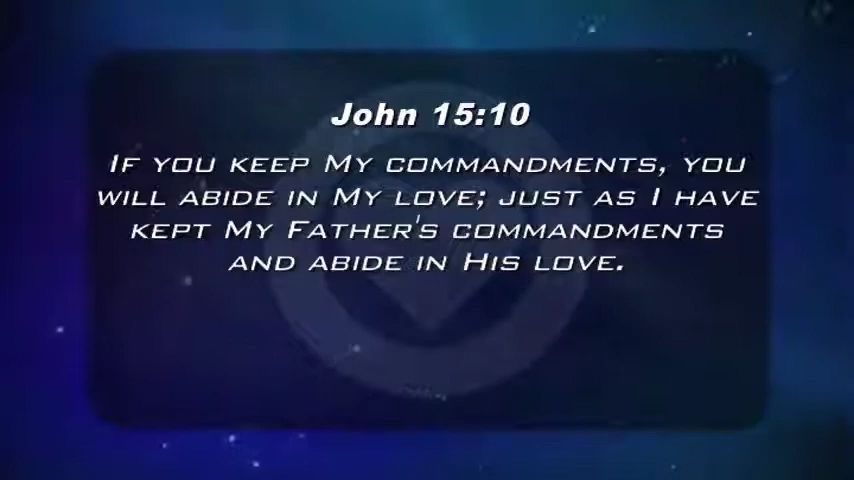 John 15:10
If you keep My commandments, you
will abide in My love; just as I have
kept My Father's commandments
and abide in His love.